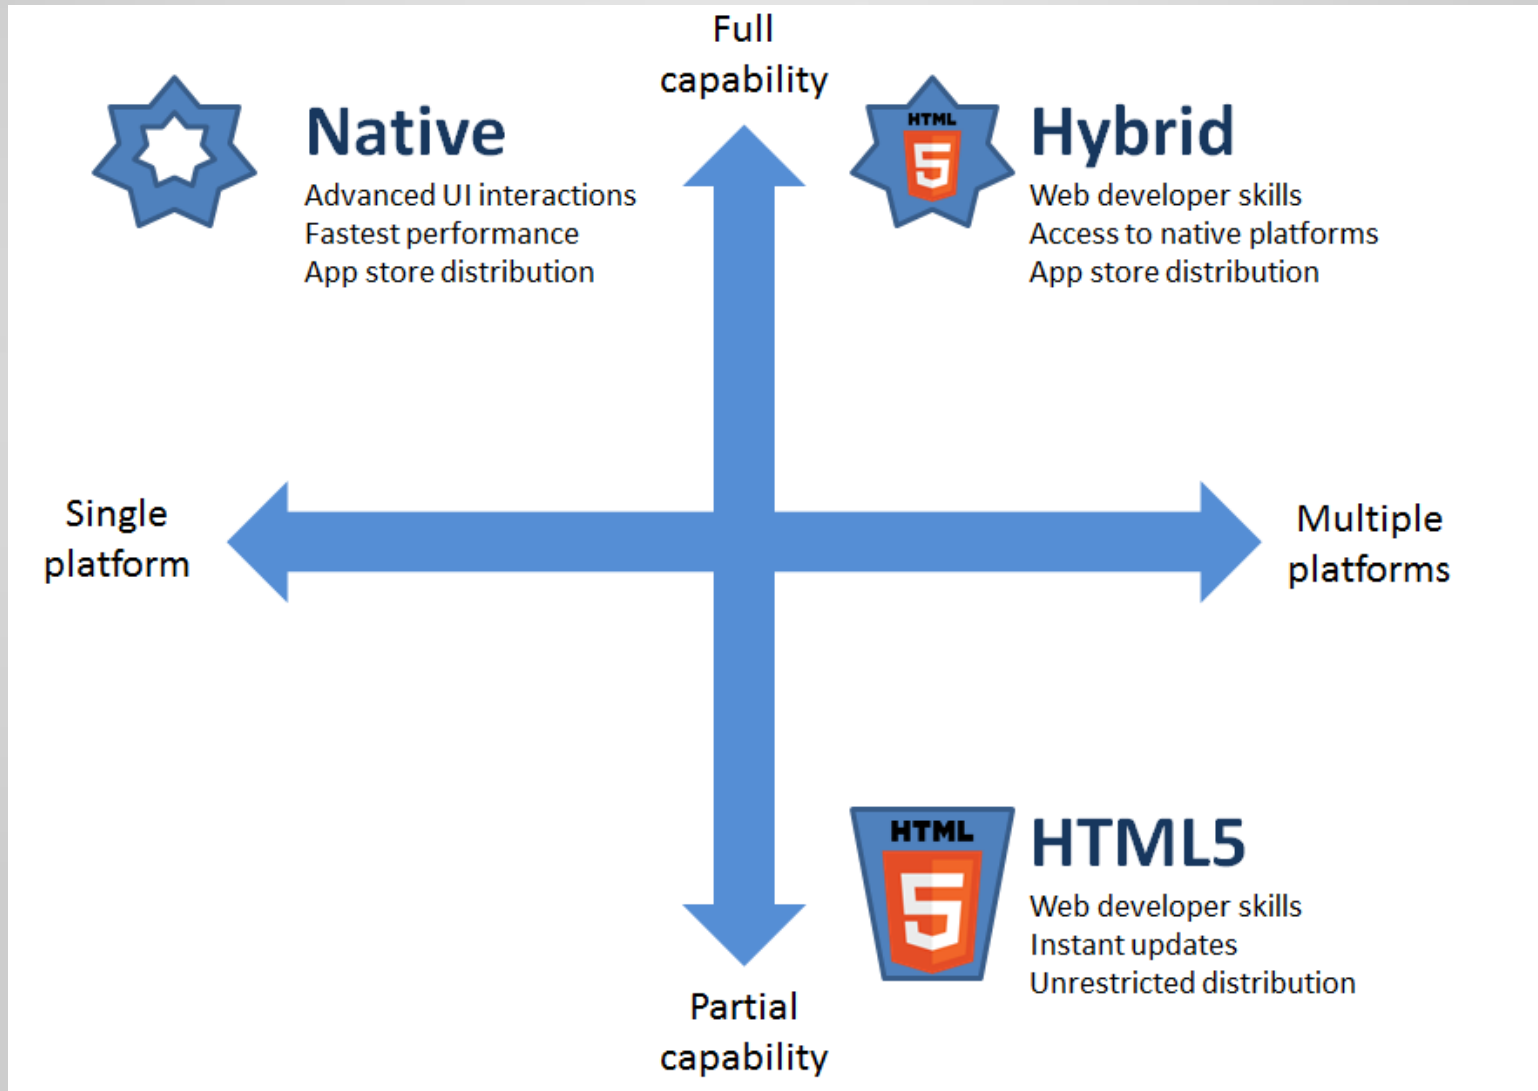 Full
capability
Native
Advanced UI interactions
Fastest performance
App store distribution
HTML
5
Hybrid
Web developer skills
Access to native platforms
App store distribution
Single
platform
Multiple
platforms
HTML
5
HTML5
Web developer skills
Instant updates
Unrestricted distribution
Partial
capability